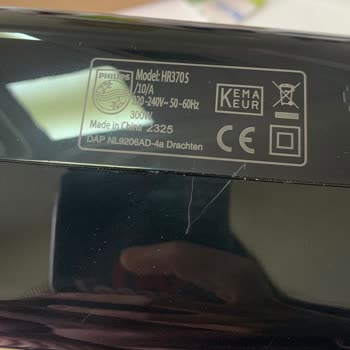 PHILIPS
Model: HR3705
/10/A
220-240V~ 50-60Hz
300W
Made in China 2325
DAP NL9206AD-4a Drachten
KEMA
KEUR
CE